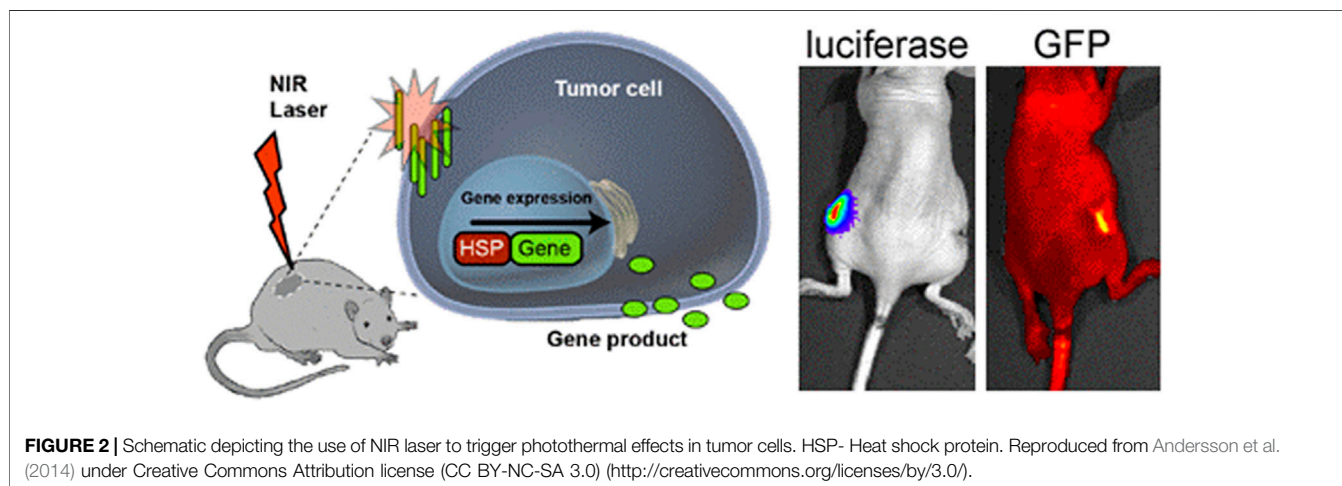 luciferase GFP
NIR
Laser
Tumor cell
Gene expression
HSP Gene
Gene product
FIGURE 2 | Schematic depicting the use of NIR laser to trigger photothermal effects in tumor cells. HSP- Heat shock protein. Reproduced from Andersson et al.
(2014) under Creative Commons Attribution license (CC BY-NC-SA 3.0) (http://creativecommons.org/licenses/by/3.0/).